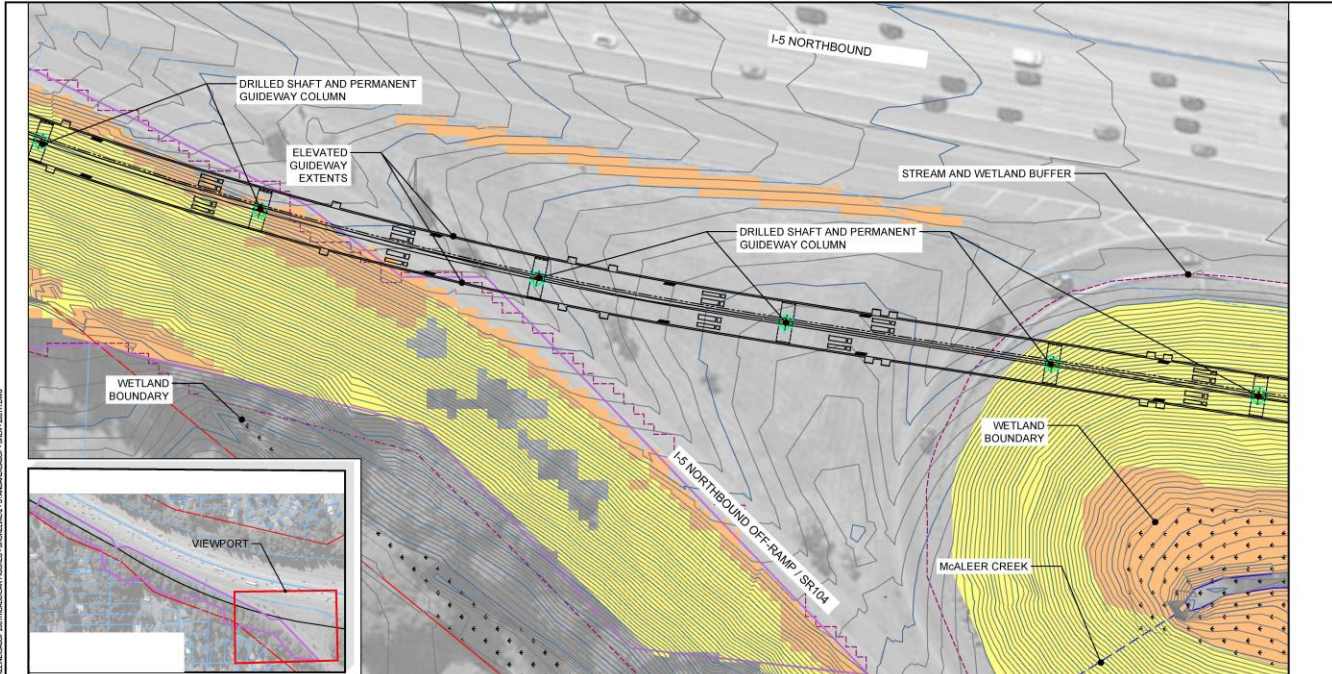 I-5 NORTHBOUND
DRILLED SHAFT AND PERMANENT
GUIDEWAY COLUMN
ELEVATED
GUIDEWAY
EXTENTS
STREAM AND WETLAND BUFFER
DRILLED SHAFT AND PERMANENT
GUIDEWAY COLUMN
WETLAND
BOUNDARY
WETLAND
BOUNDARY
I-5 NORTHBOUND OFF-RAMP / SR104
VIEWPORT
McALEER CREEK